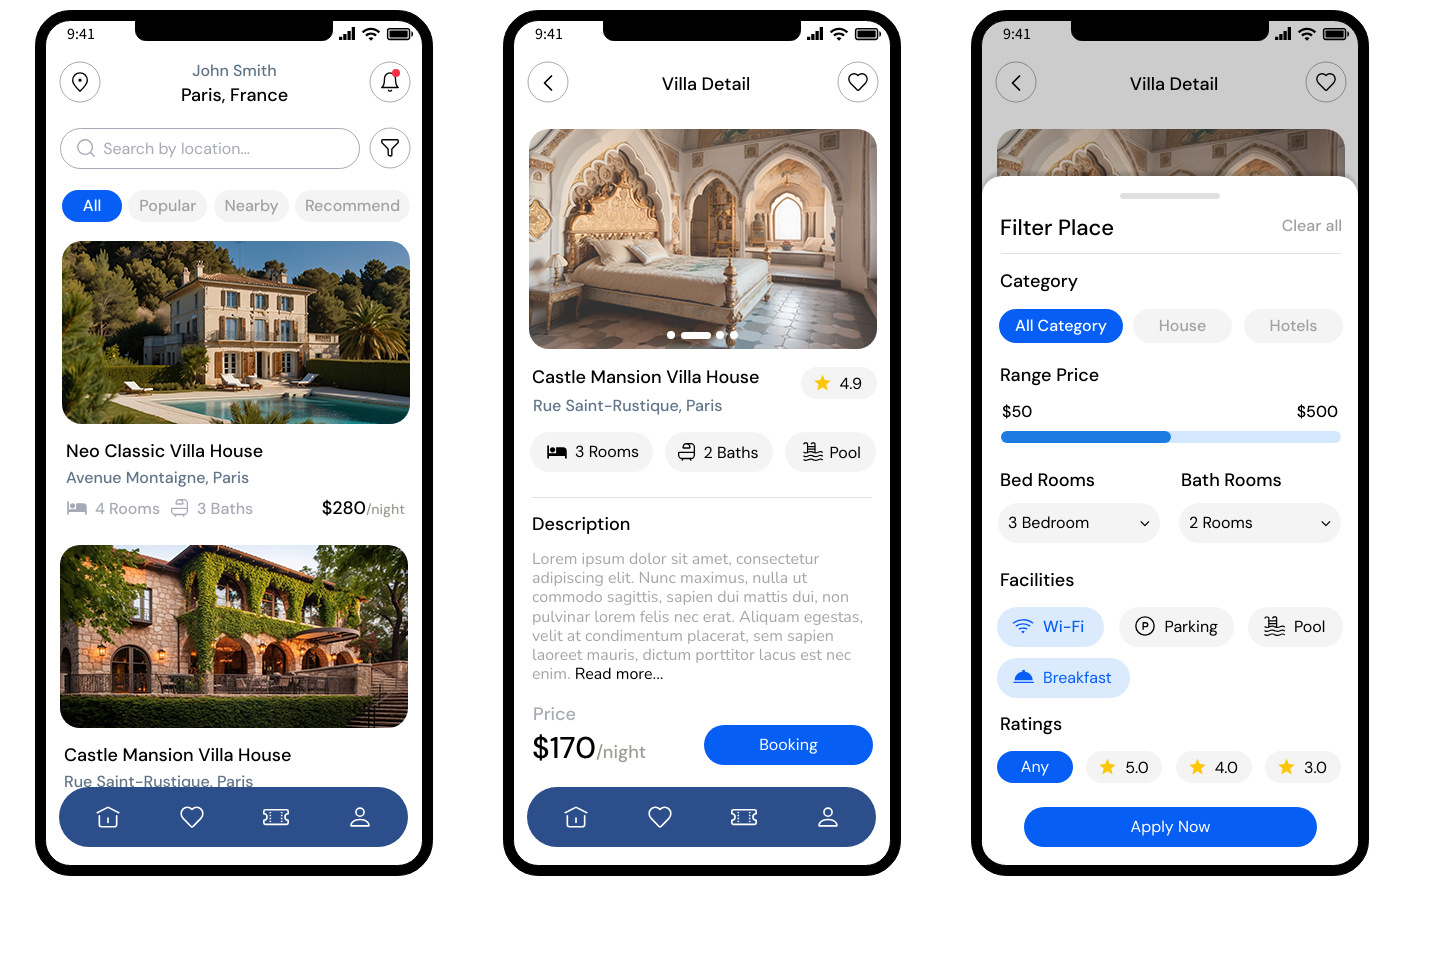 9:41
John Smith
Paris, France
Search by location...
All Popular Nearby Recommend
Neo Classic Villa House
Avenue Montaigne, Paris
4 Rooms 3 Baths $280/night
Castle Mansion Villa House
Rue Saint-Rustique, Paris
9:41
Villa Detail
Castle Mansion Villa House 4.9
Rue Saint-Rustique, Paris
3 Rooms 2 Baths Pool
Description
Lorem ipsum dolor sit amet, consectetur
adipiscing elit. Nunc maximus, nulla ut
commodo sagittis, sapien dui mattis dui, non
pulvinar lorem felis nec erat. Aliquam egestas,
velit at condimentum placerat, sem sapien
laoreet mauris, dictum porttitor lacus est nec
enim. Read more...
Price
$170/night Booking
9:41
Villa Detail
Filter Place Clear all
Category
All Category House Hotels
Range Price
$50 $500
Bed Rooms Bath Rooms
3 Bedroom 2 Rooms
Facilities
Wi-Fi P Parking Pool
Breakfast
Ratings
Any 5.0 4.0 3.0
Apply Now